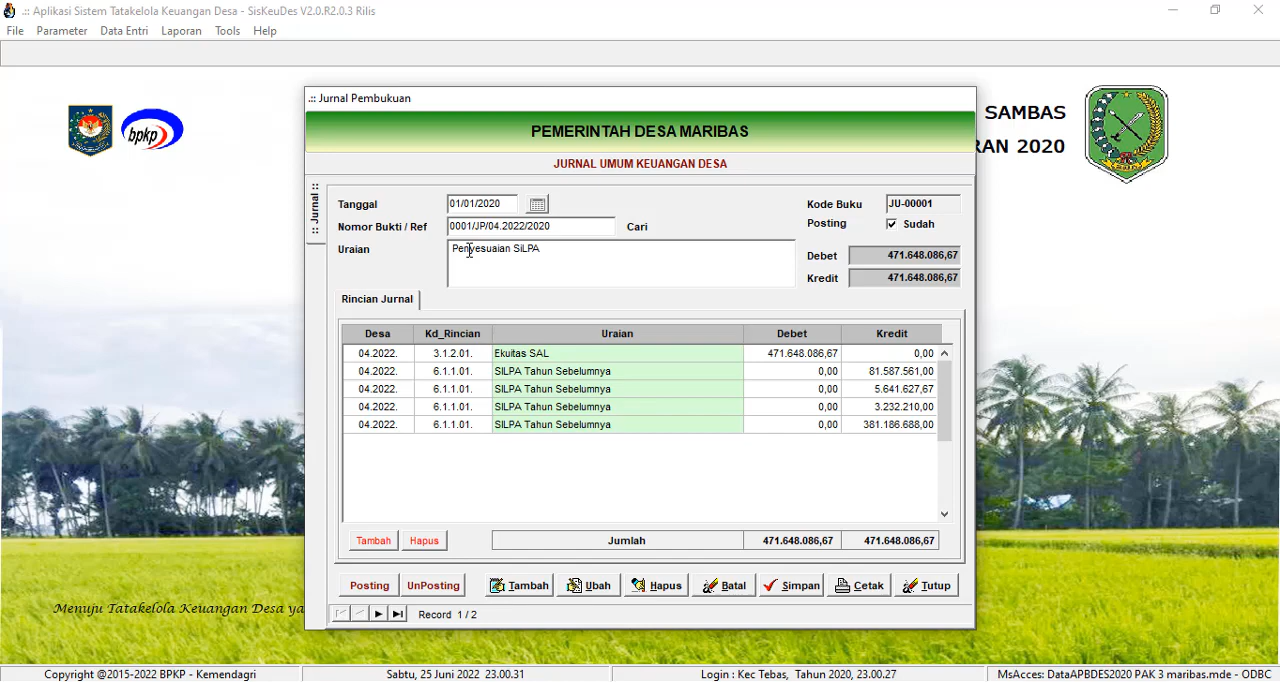 .:: Aplikasi Sistem Tatakelola Keuangan Desa - SisKeuDes V2.0.R2.0.3 Rilis
File Parameter Data Entri Laporan Tools Help
bpkp
SAMBAS
RAN 2020
.:: Jurnal Pembukuan
PEMERINTAH DESA MARIBAS
JURNAL UMUM KEUANGAN DESA
:: Jurnal ::
Tanggal 01/01/2020 Kode Buku JU-00001
Nomor Bukti / Ref 0001/JP/04.2022/2020 Cari Posting Sudah
Uraian Penyesuaian SiLPA
Debet 471.648.086,67
Kredit 471.648.086,67
Rincian Jurnal
Desa Kd_Rincian Uraian Debet Kredit
04.2022. 3.1.2.01. Ekuitas SAL 471.648.086,67 0,00
04.2022. 6.1.1.01. SILPA Tahun Sebelumnya 0,00 81.587.561,00
04.2022. 6.1.1.01. SILPA Tahun Sebelumnya 0,00 5.641.627,67
04.2022. 6.1.1.01. SILPA Tahun Sebelumnya 0,00 3.232.210,00
04.2022. 6.1.1.01. SILPA Tahun Sebelumnya 0,00 381.186.688,00
Tambah Hapus Jumlah 471.648.086,67 471.648.086,67
Posting UnPosting Tambah Ubah Hapus Batal Simpan Cetak Tutup
Record 1 / 2
Menuju Tatakelola Keuangan Desa ya
Copyright @2015-2022 BPKP - Kemendagri Sabtu, 25 Juni 2022 23.00.31 Login : Kec Tebas, Tahun 2020, 23.00.27 MsAcces: DataAPBDES2020 PAK 3 maribas.mde - ODBC